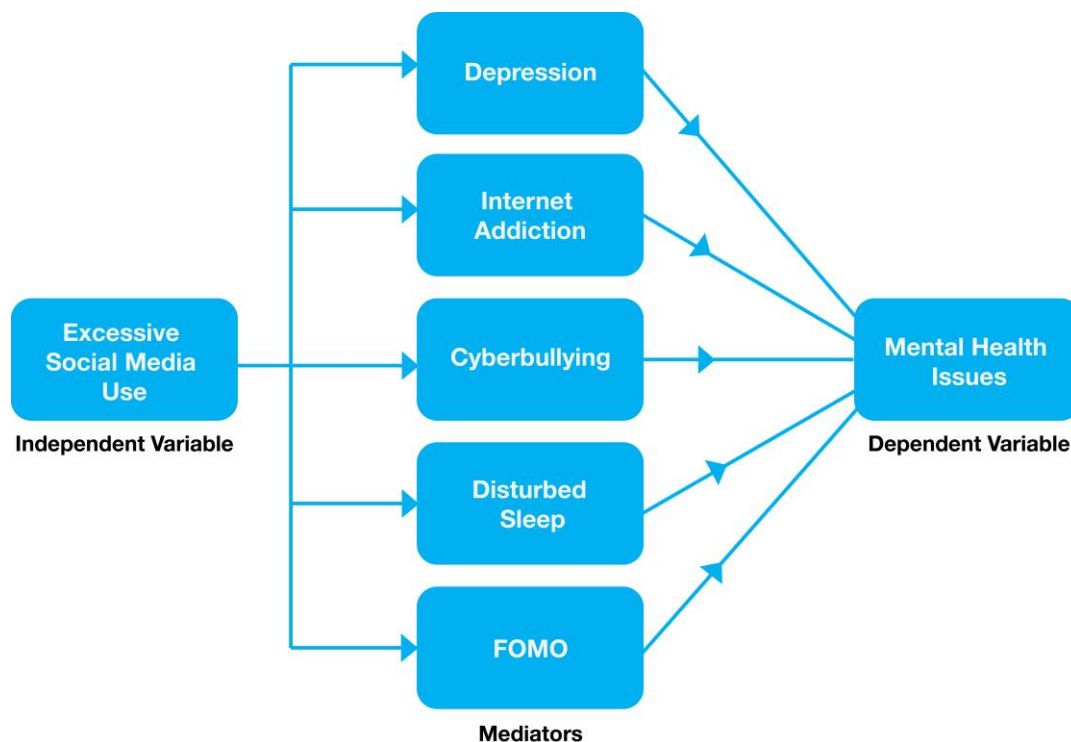 Depression
Internet
Addiction
Excessive
Social Media
Use
Independent Variable
Cyberbullying
Mental Health
Issues
Dependent Variable
Disturbed
Sleep
FOMO
Mediators